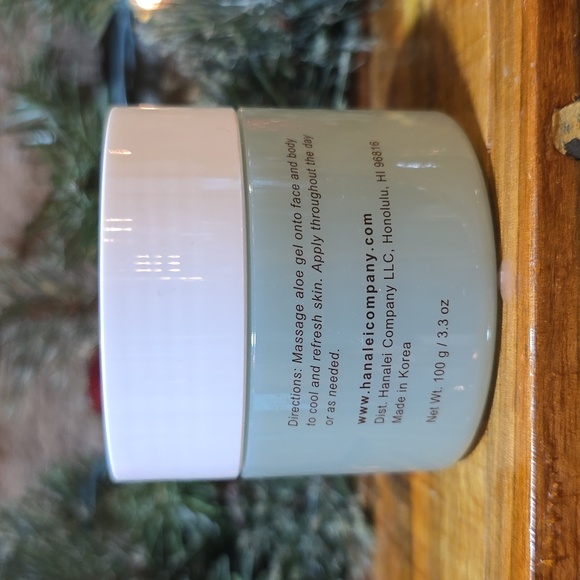 Directions: Massage aloe gel onto face and body
to cool and refresh skin. Apply throughout the day
or as needed.
www.hanaleicompany.com
Dist. Hanalei Company LLC, Honolulu, HI 96816
Made in Korea
Net Wt. 100 g / 3.3 oz